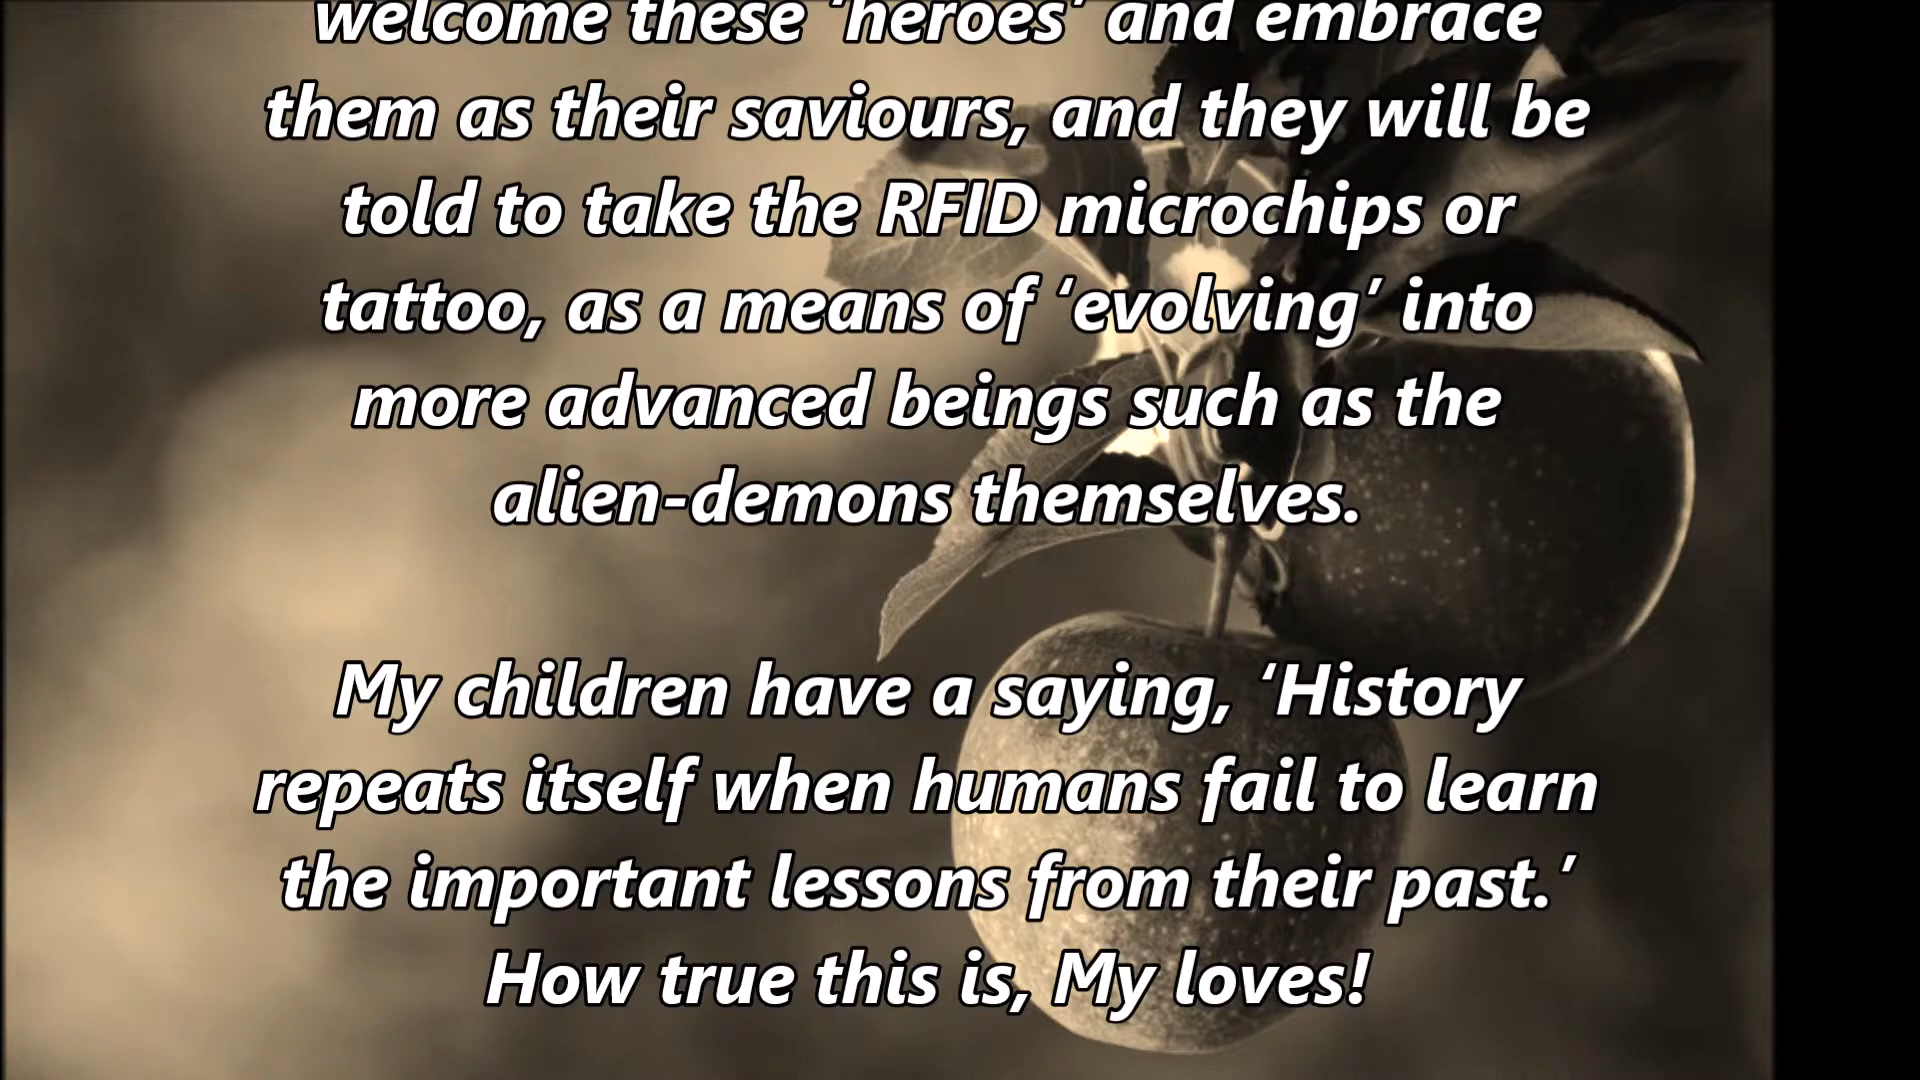 welcome these ‘heroes’ and embrace
them as their saviours, and they will be
told to take the RFID microchips or
tattoo, as a means of ‘evolving’ into
more advanced beings such as the
alien-demons themselves.
My children have a saying, ‘History
repeats itself when humans fail to learn
the important lessons from their past.’
How true this is, My loves!